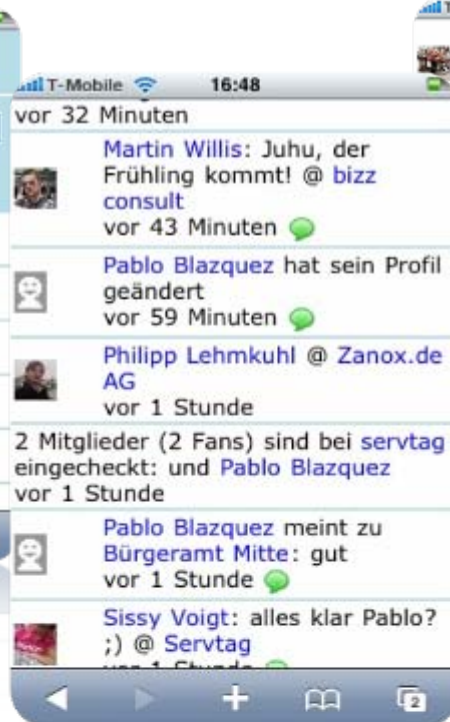 T-Mobile 16:48
vor 32 Minuten
Martin Willis: Juhu, der
Frühling kommt! @ bizz
consult
vor 43 Minuten
Pablo Blazquez hat sein Profil
geändert
vor 59 Minuten
Philipp Lehmkuhl @ Zanox.de
AG
vor 1 Stunde
2 Mitglieder (2 Fans) sind bei servtag
eingecheckt: und Pablo Blazquez
vor 1 Stunde
Pablo Blazquez meint zu
Bürgeramt Mitte: gut
vor 1 Stunde
Sissy Voigt: alles klar Pablo?
;) @ Servtag
vor 1 Stunde
2